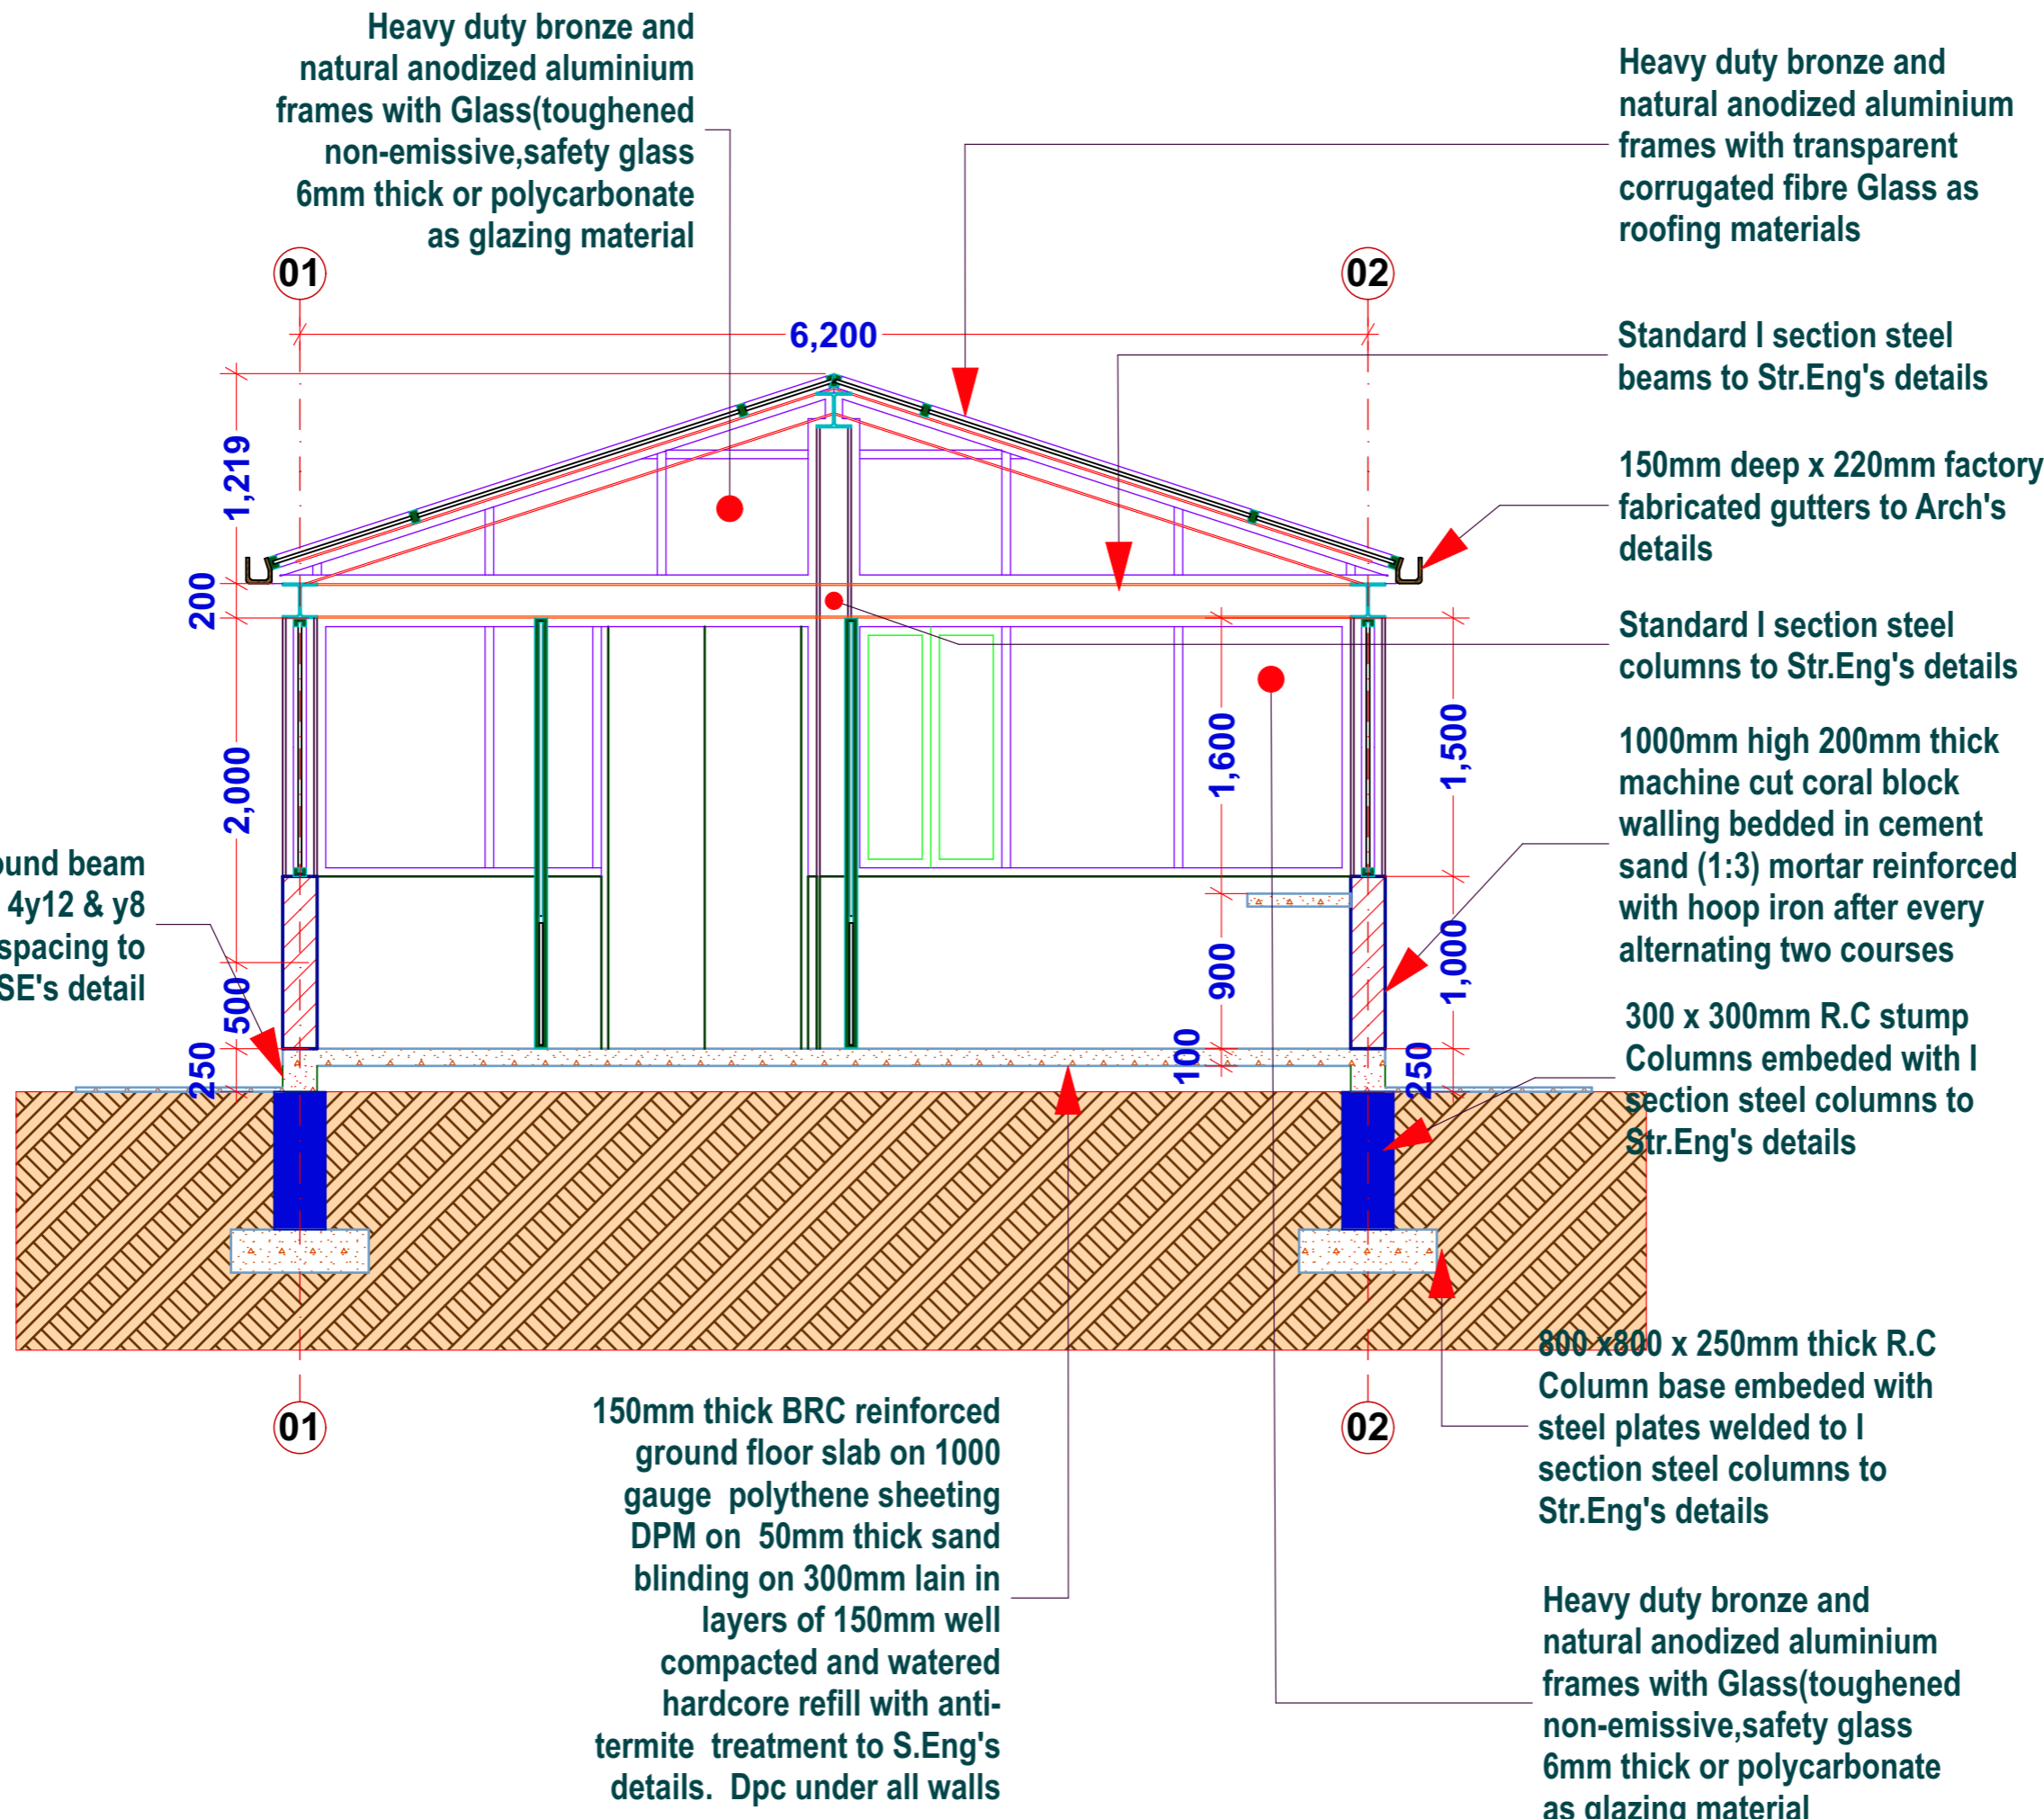 Heavy duty bronze and
natural anodized aluminium
frames with Glass(toughened
non-emissive,safety glass
6mm thick or polycarbonate
as glazing material
Heavy duty bronze and
natural anodized aluminium
frames with transparent
corrugated fibre Glass as
roofing materials
01
02
6,200
Standard I section steel
beams to Str.Eng's details
1,219
150mm deep x 220mm factory
fabricated gutters to Arch's
details
200
Standard I section steel
columns to Str.Eng's details
2,000
1,600
1,500
1000mm high 200mm thick
machine cut coral block
walling bedded in cement
sand (1:3) mortar reinforced
with hoop iron after every
alternating two courses
beam
4y12 & y8
spacing to
SE's detail
500
900
1,000
250
100
250
300 x 300mm R.C stump
Columns embeded with I
section steel columns to
Str.Eng's details
800 x800 x 250mm thick R.C
Column base embeded with
steel plates welded to I
section steel columns to
Str.Eng's details
01
02
150mm thick BRC reinforced
ground floor slab on 1000
gauge polythene sheeting
DPM on 50mm thick sand
blinding on 300mm lain in
layers of 150mm well
compacted and watered
hardcore refill with anti-
termite treatment to S.Eng's
details. Dpc under all walls
Heavy duty bronze and
natural anodized aluminium
frames with Glass(toughened
non-emissive,safety glass
6mm thick or polycarbonate
as glazing material